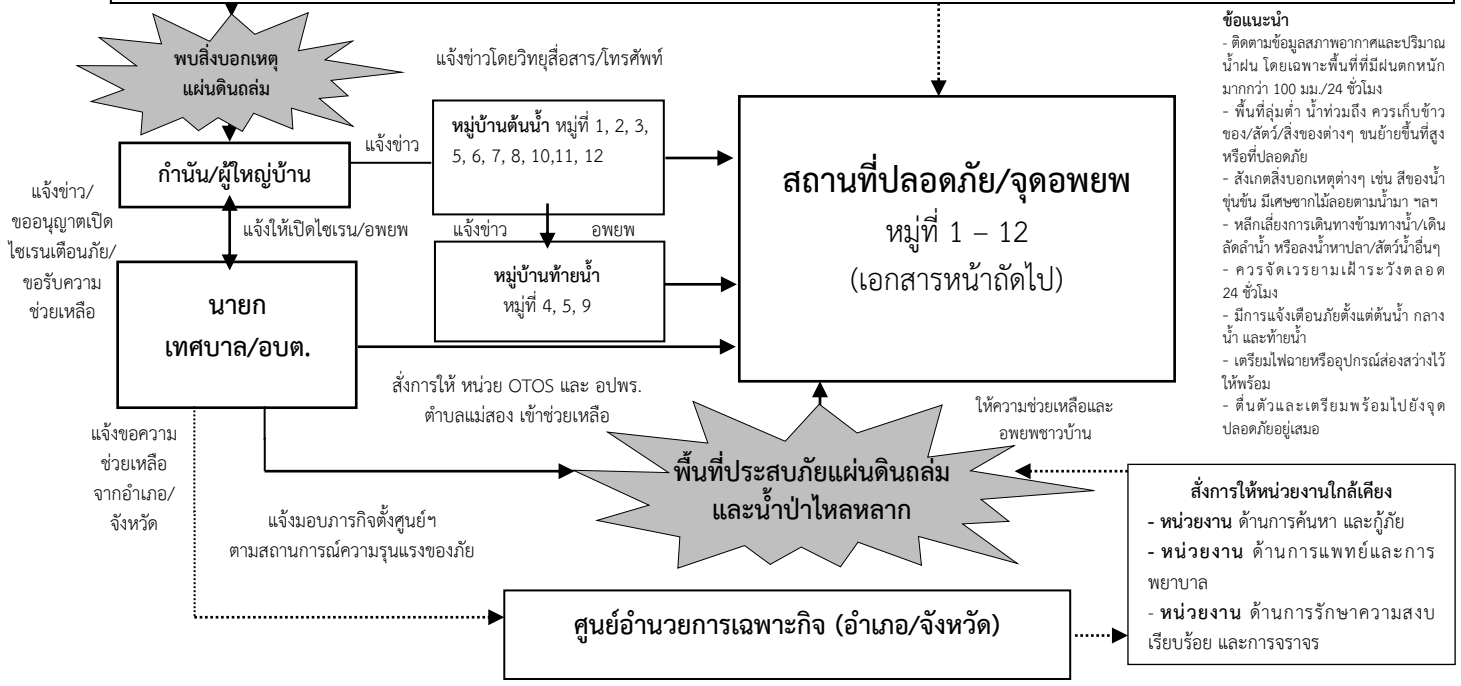 พบสิ่งบอกเหตุ
แผ่นดินถล่ม
แจ้งข่าวโดยวิทยุสื่อสาร/โทรศัพท์
กำนัน/ผู้ใหญ่บ้าน
แจ้งข่าว
หมู่บ้านต้นน้ำ หมู่ที่ 1, 2, 3,
5, 6, 7, 8, 10,11, 12
แจ้งข่าว/
ขออนุญาตเปิด
ไซเรนเตือนภัย/
ขอรับความ
ช่วยเหลือ
แจ้งให้เปิดไซเรน/อพยพ
แจ้งข่าว
อพยพ
หมู่บ้านท้ายน้ำ
หมู่ที่ 4, 5, 9
นายก
เทศบาล/อบต.
สถานที่ปลอดภัย/จุดอพยพ
หมู่ที่ 1 – 12
(เอกสารหน้าถัดไป)
สั่งการให้ หน่วย OTOS และ อปพร.
ตำบลแม่สอง เข้าช่วยเหลือ
ให้ความช่วยเหลือและ
อพยพชาวบ้าน
แจ้งขอความ
ช่วยเหลือ
จากอำเภอ/
จังหวัด
แจ้งมอบภารกิจตั้งศูนย์ฯ
ตามสถานการณ์ความรุนแรงของภัย
พื้นที่ประสบภัยแผ่นดินถล่ม
และน้ำป่าไหลหลาก
ศูนย์อำนวยการเฉพาะกิจ (อำเภอ/จังหวัด)
ข้อแนะนำ
- ติดตามข้อมูลสภาพอากาศและปริมาณ
น้ำฝน โดยเฉพาะพื้นที่ที่มีฝนตกหนัก
มากกว่า 100 มม./24 ชั่วโมง
- พื้นที่ลุ่มต่ำ น้ำท่วมถึง ควรเก็บข้าว
ของ/สัตว์/สิ่งของต่างๆ ขนย้ายขึ้นที่สูง
หรือที่ปลอดภัย
- สังเกตสิ่งบอกเหตุต่างๆ เช่น สีของน้ำ
ขุ่นข้น มีเศษซากไม้ลอยตามน้ำมา ฯลฯ
- หลีกเลี่ยงการเดินทางข้ามทางน้ำ/เดิน
ลัดลำน้ำ หรือลงน้ำหาปลา/สัตว์น้ำอื่นๆ
- ควรจัดเวรยามเฝ้าระวังตลอด
24 ชั่วโมง
- มีการแจ้งเตือนภัยตั้งแต่ต้นน้ำ กลาง
น้ำ และท้ายน้ำ
- เตรียมไฟฉายหรืออุปกรณ์ส่องสว่างไว้
ให้พร้อม
- ตื่นตัวและเตรียมพร้อมไปยังจุด
ปลอดภัยอยู่เสมอ
สั่งการให้หน่วยงานใกล้เคียง
- หน่วยงาน ด้านการค้นหา และกู้ภัย
- หน่วยงาน ด้านการแพทย์และการ
พยาบาล
- หน่วยงาน ด้านการรักษาความสงบ
เรียบร้อย และการจราจร